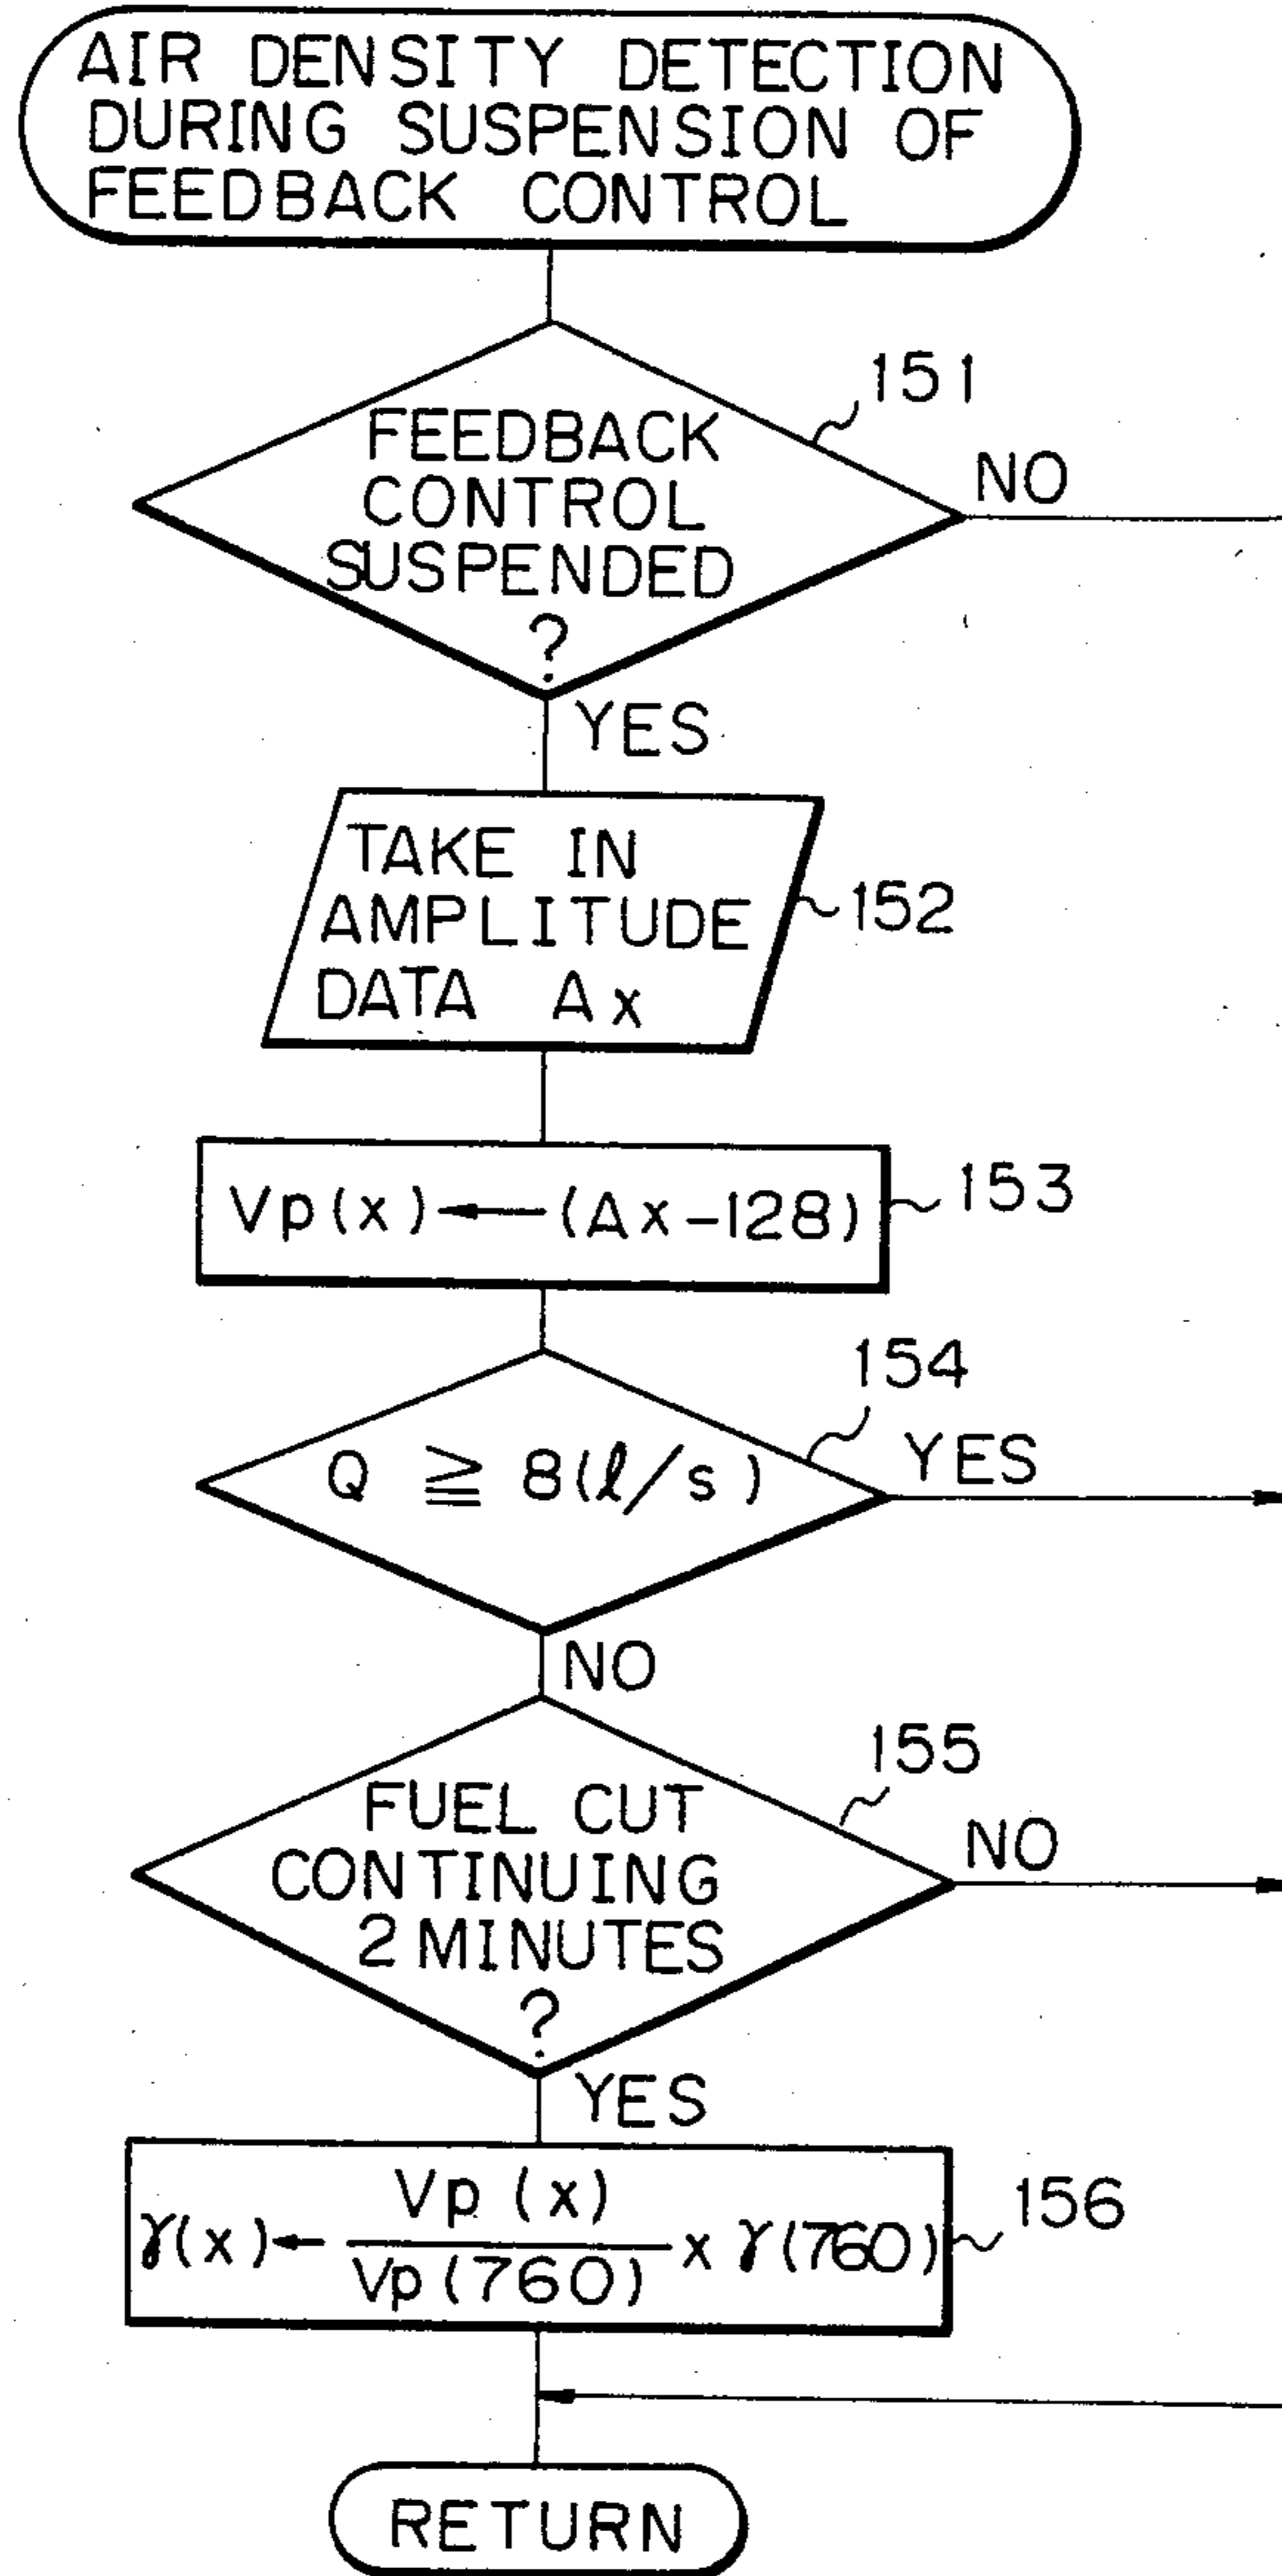 AIR DENSITY DETECTION
DURING SUSPENSION OF
FEEDBACK CONTROL
151
FEEDBACK
CONTROL
SUSPENDED
?
NO
YES
TAKE IN
AMPLITUDE
DATA Ax
152
Vp(x) ← (Ax-128)
153
154
Q ≧ 8(l/s)
YES
NO
155
FUEL CUT
CONTINUING
2 MINUTES
?
NO
YES
γ(x) ← Vp(x) / Vp(760) x γ(760)
156
RETURN